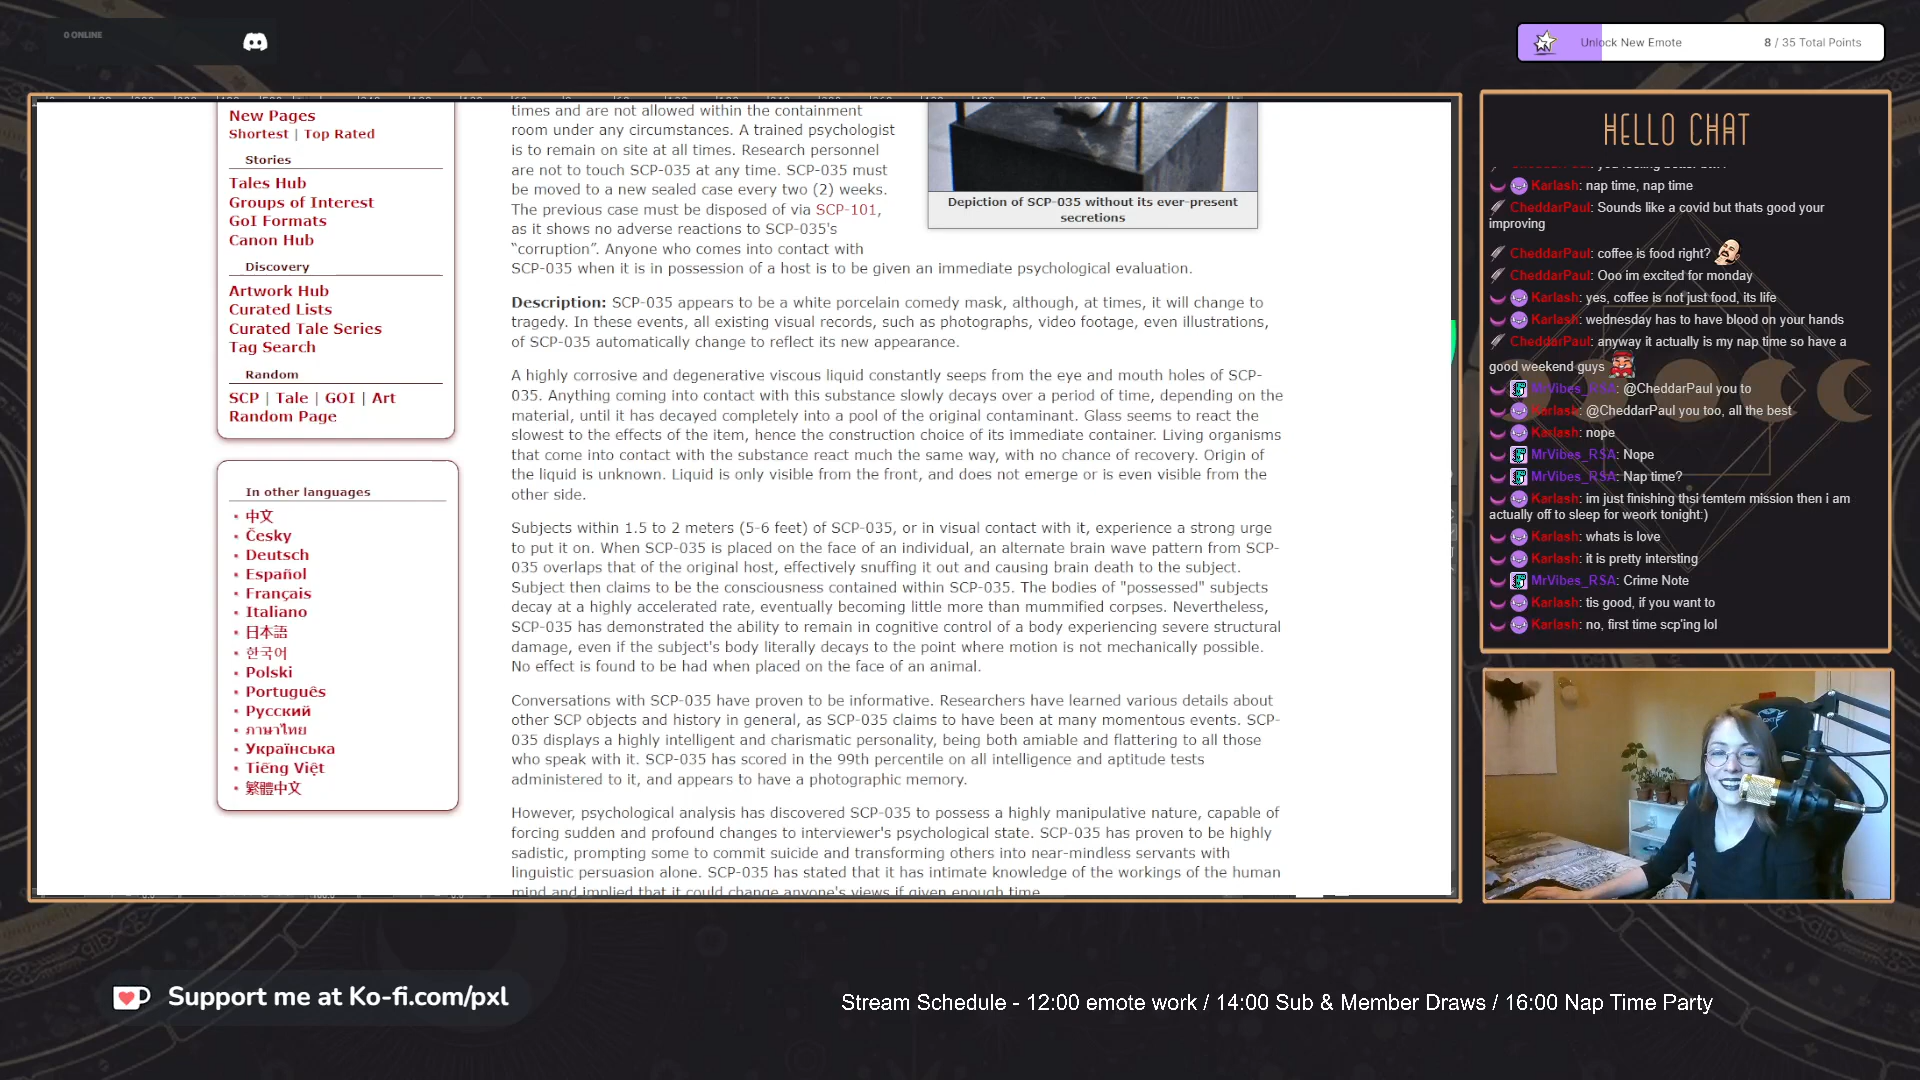 0 ONLINE
Unlock New Emote
8 / 35 Total Points
New Pages
Shortest | Top Rated
Stories
Tales Hub
Groups of Interest
GoI Formats
Canon Hub
Discovery
Artwork Hub
Curated Lists
Curated Tale Series
Tag Search
Random
SCP | Tale | GOI | Art
Random Page
In other languages
中文
Česky
Deutsch
Español
Français
Italiano
日本語
한국어
Polski
Português
Русский
ภาษาไทย
Українська
Tiếng Việt
繁體中文
times and are not allowed within the containment
room under any circumstances. A trained psychologist
is to remain on site at all times. Research personnel
are not to touch SCP-035 at any time. SCP-035 must
be moved to a new sealed case every two (2) weeks.
The previous case must be disposed of via SCP-101,
as it shows no adverse reactions to SCP-035's
“corruption”. Anyone who comes into contact with
SCP-035 when it is in possession of a host is to be given an immediate psychological evaluation.
Depiction of SCP-035 without its ever-present
secretions
Description: SCP-035 appears to be a white porcelain comedy mask, although, at times, it will change to
tragedy. In these events, all existing visual records, such as photographs, video footage, even illustrations,
of SCP-035 automatically change to reflect its new appearance.
A highly corrosive and degenerative viscous liquid constantly seeps from the eye and mouth holes of SCP-
035. Anything coming into contact with this substance slowly decays over a period of time, depending on the
material, until it has decayed completely into a pool of the original contaminant. Glass seems to react the
slowest to the effects of the item, hence the construction choice of its immediate container. Living organisms
that come into contact with the substance react much the same way, with no chance of recovery. Origin of
the liquid is unknown. Liquid is only visible from the front, and does not emerge or is even visible from the
other side.
Subjects within 1.5 to 2 meters (5-6 feet) of SCP-035, or in visual contact with it, experience a strong urge
to put it on. When SCP-035 is placed on the face of an individual, an alternate brain wave pattern from SCP-
035 overlaps that of the original host, effectively snuffing it out and causing brain death to the subject.
Subject then claims to be the consciousness contained within SCP-035. The bodies of "possessed" subjects
decay at a highly accelerated rate, eventually becoming little more than mummified corpses. Nevertheless,
SCP-035 has demonstrated the ability to remain in cognitive control of a body experiencing severe structural
damage, even if the subject's body literally decays to the point where motion is not mechanically possible.
No effect is found to be had when placed on the face of an animal.
Conversations with SCP-035 have proven to be informative. Researchers have learned various details about
other SCP objects and history in general, as SCP-035 claims to have been at many momentous events. SCP-
035 displays a highly intelligent and charismatic personality, being both amiable and flattering to all those
who speak with it. SCP-035 has scored in the 99th percentile on all intelligence and aptitude tests
administered to it, and appears to have a photographic memory.
However, psychological analysis has discovered SCP-035 to possess a highly manipulative nature, capable of
forcing sudden and profound changes to interviewer's psychological state. SCP-035 has proven to be highly
sadistic, prompting some to commit suicide and transforming others into near-mindless servants with
linguistic persuasion alone. SCP-035 has stated that it has intimate knowledge of the workings of the human
mind and implied that it could change anyone's views if given enough time.
HELLO CHAT
Karlash: nap time, nap time
CheddarPaul: Sounds like a covid but thats good your
improving
CheddarPaul: coffee is food right?
CheddarPaul: Ooo im excited for monday
Karlash: yes, coffee is not just food, its life
Karlash: wednesday has to have blood on your hands
CheddarPaul: anyway it actually is my nap time so have a
good weekend guys
MrVibes_RSA: @CheddarPaul you to
Karlash: @CheddarPaul you too, all the best
Karlash: nope
MrVibes_RSA: Nope
MrVibes_RSA: Nap time?
Karlash: im just finishing thsi temtem mission then i am
actually off to sleep for weork tonight:)
Karlash: whats is love
Karlash: it is pretty intersting
MrVibes_RSA: Crime Note
Karlash: tis good, if you want to
Karlash: no, first time scp'ing lol
Support me at Ko-fi.com/pxl
Stream Schedule - 12:00 emote work / 14:00 Sub & Member Draws / 16:00 Nap Time Party